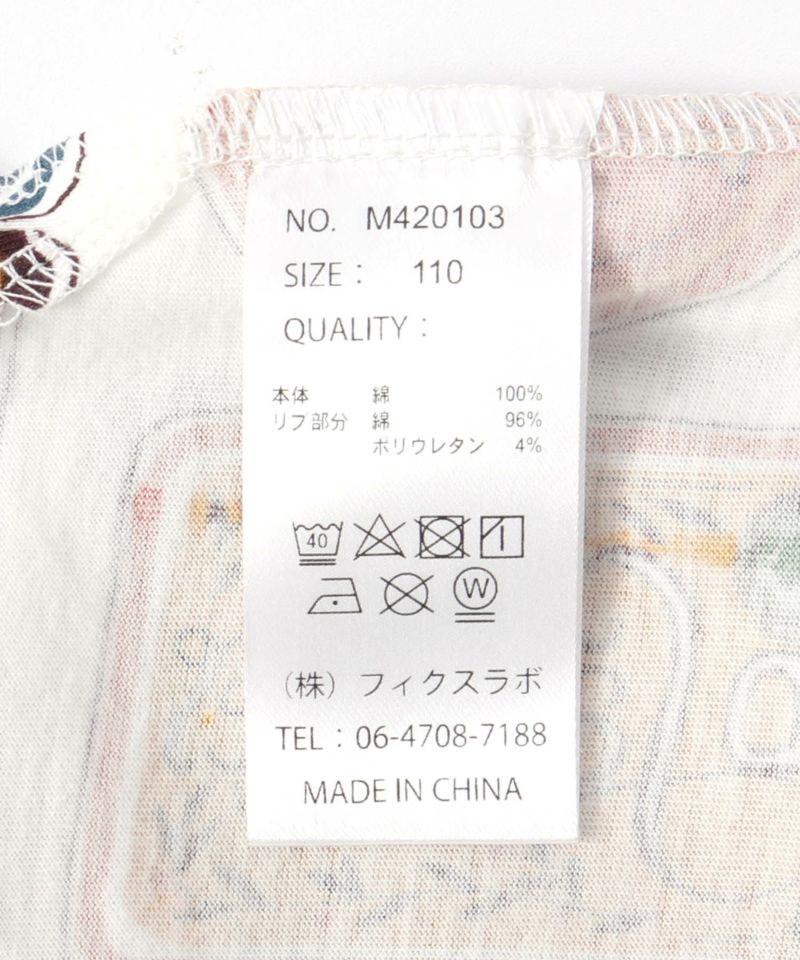 NO. M420103
SIZE： 110
QUALITY：
本体 綿 100%
リブ部分 綿 96%
ポリウレタン 4%
40
W
（株）フィクスラボ
TEL：06-4708-7188
MADE IN CHINA